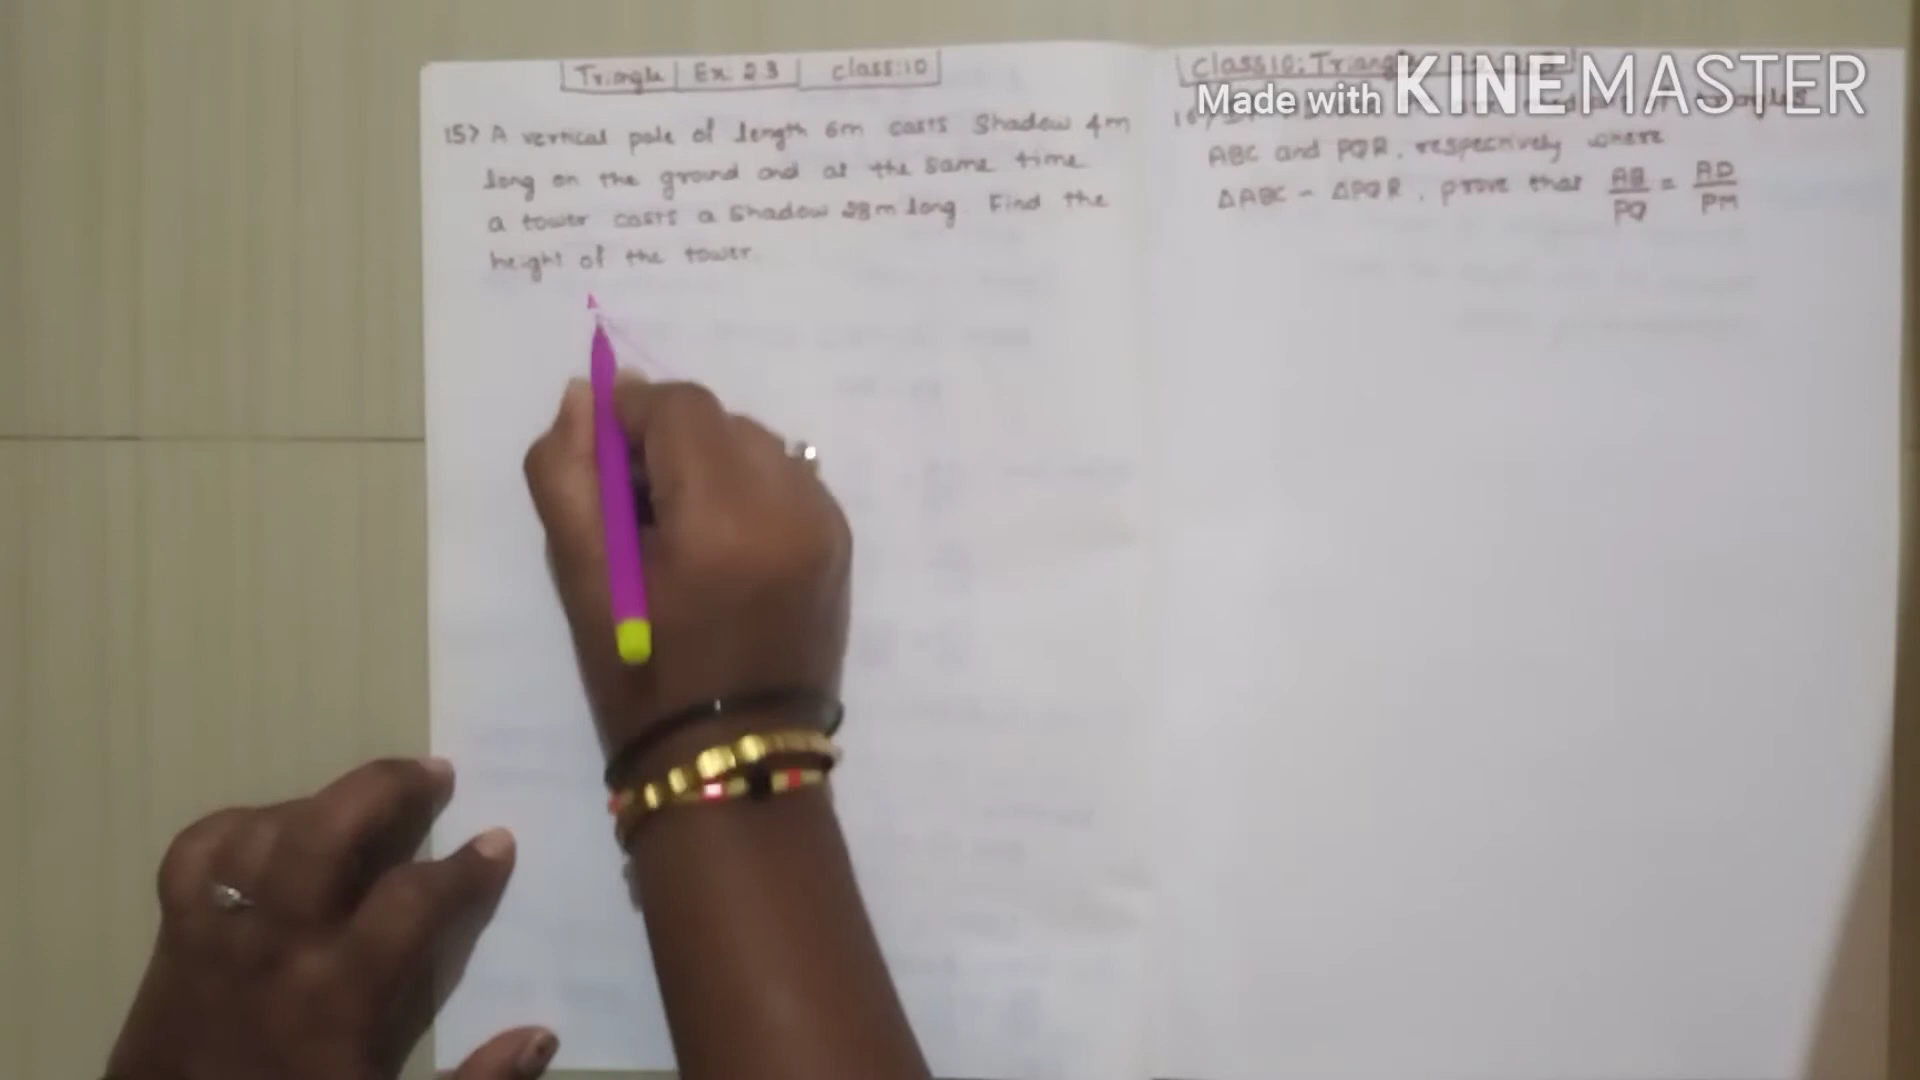 Triangle | Ex: 2.3 | class:10
15> A vertical pole of length 6m casts Shadow 4m
long on the ground and at the same time
a tower casts a Shadow 28m long. Find the
height of the tower.
A
class10: Triangle
Made with KINEMASTER
ABC and PQR, respectively where
ΔABC ~ ΔPQR, prove that AB/PQ = AD/PM